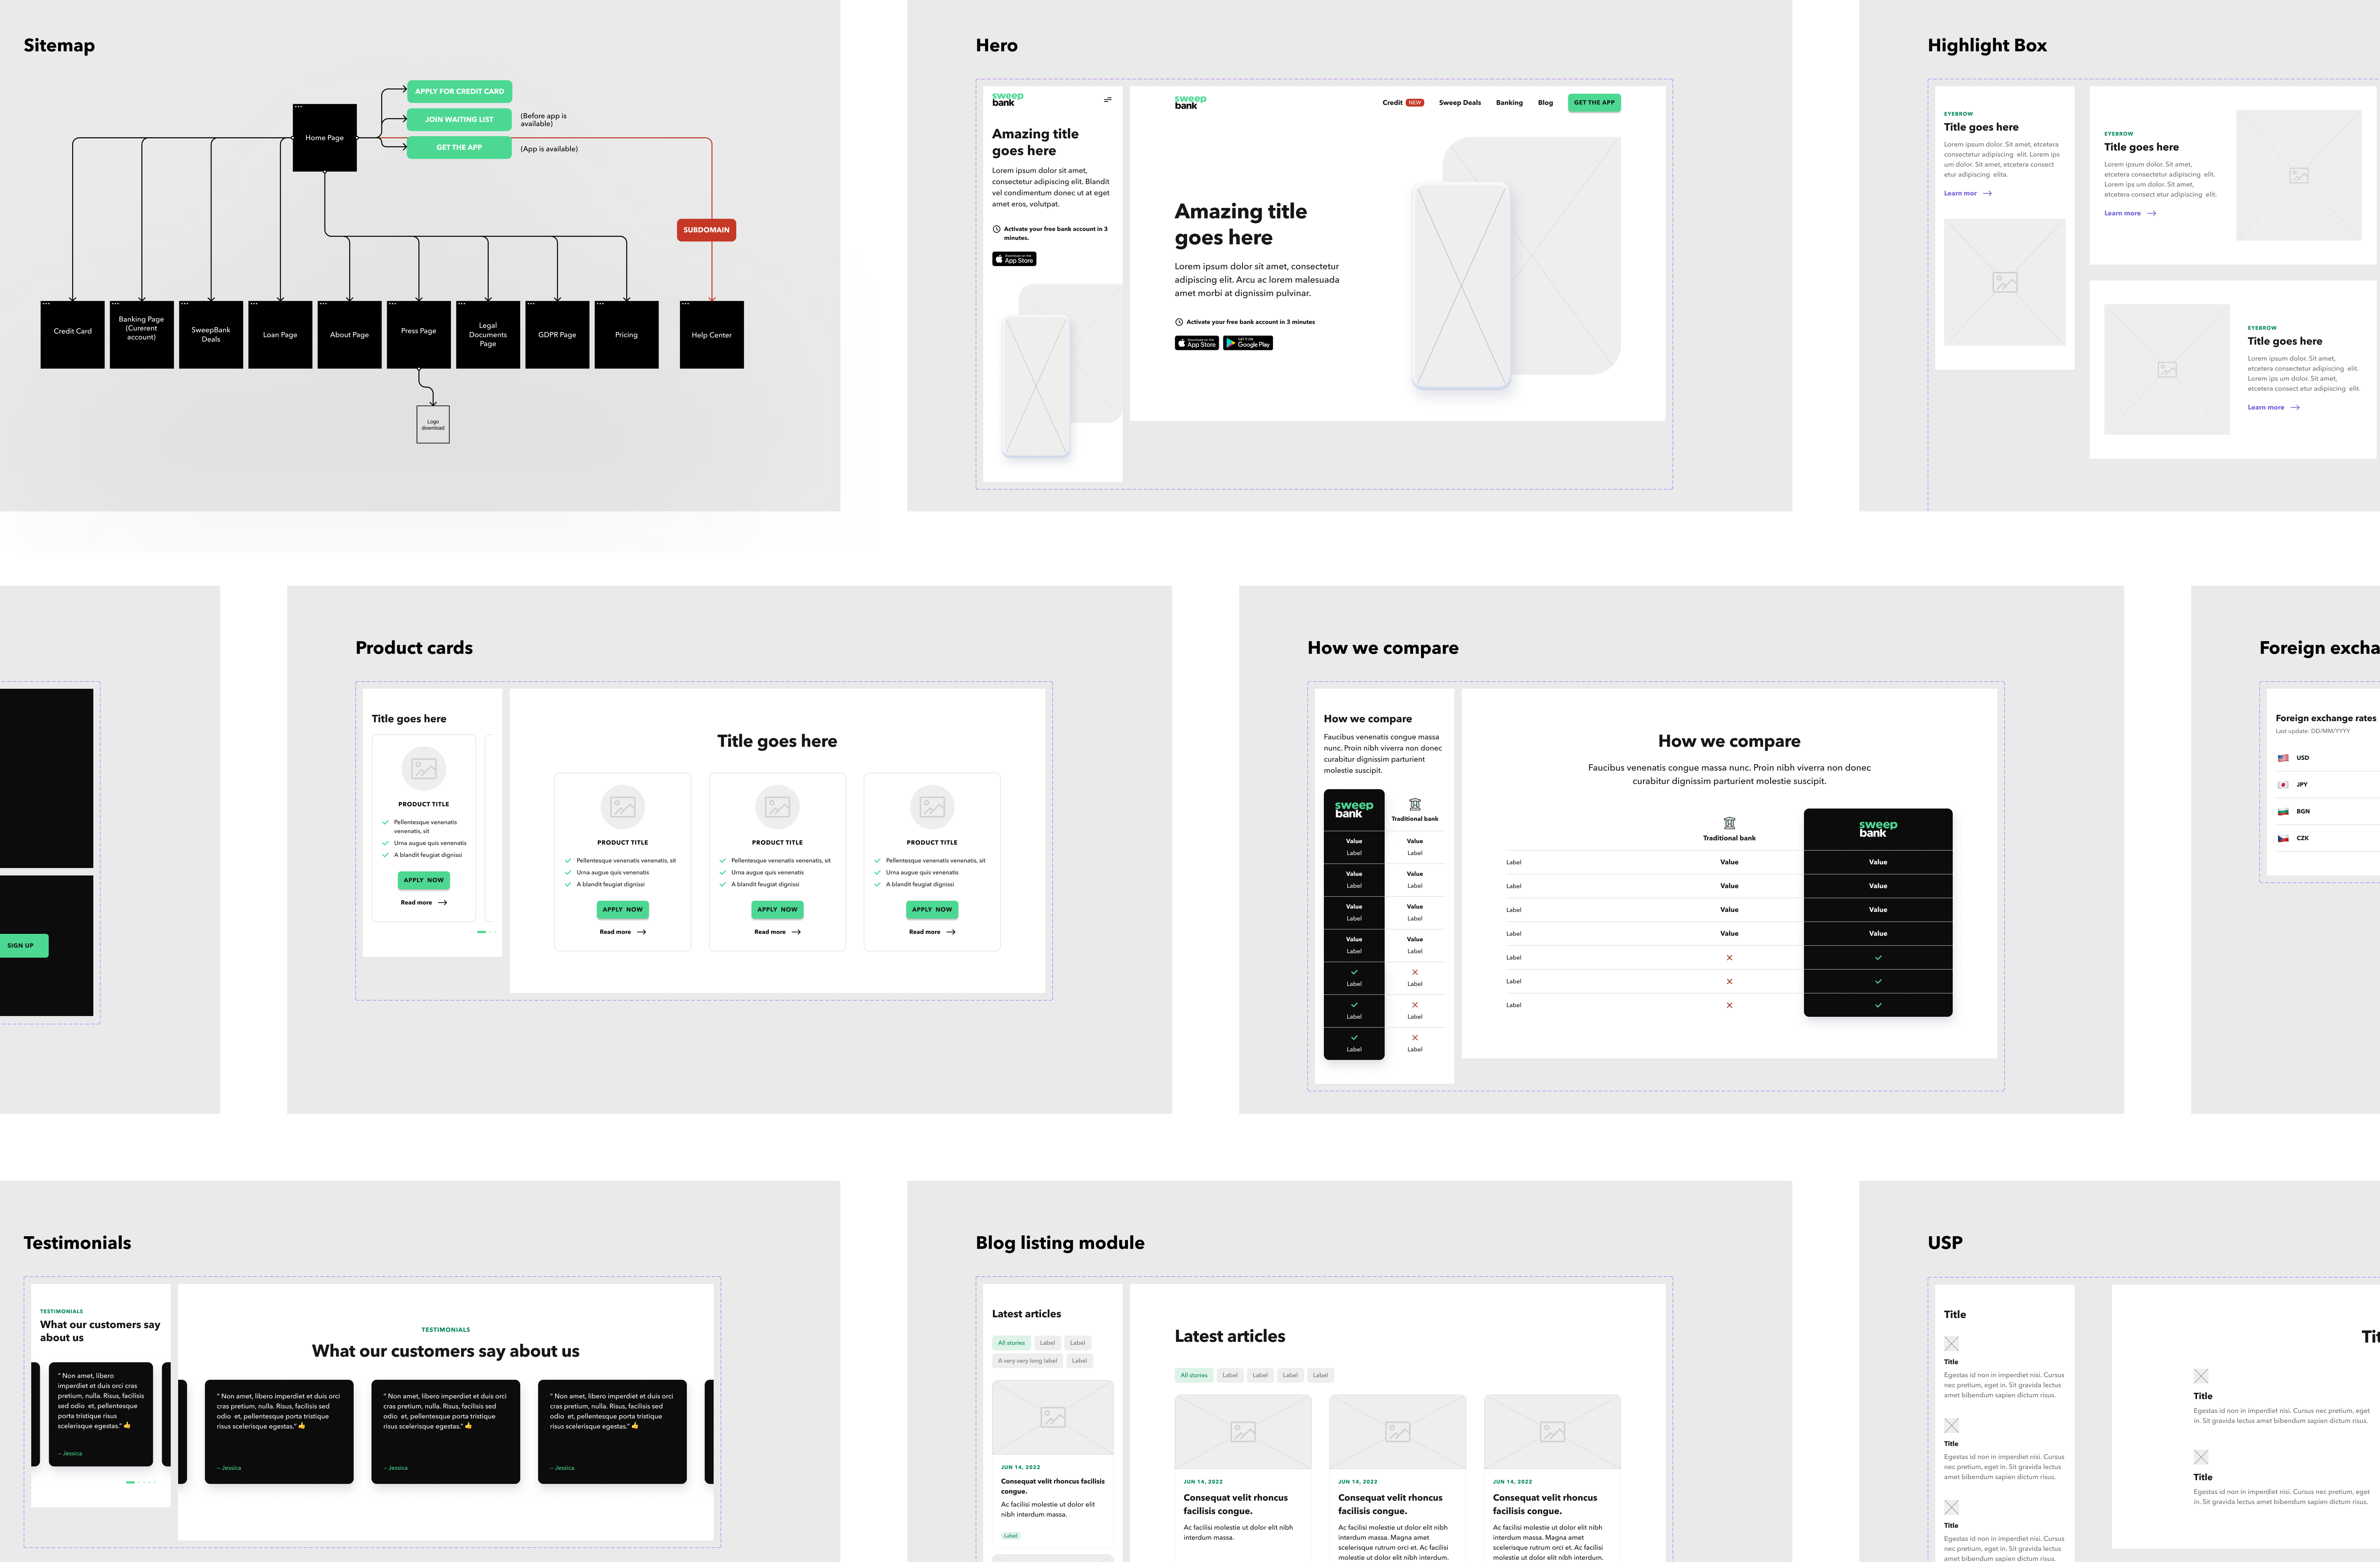 Sitemap
APPLY FOR CREDIT CARD
JOIN WAITING LIST
(Before app is
available)
GET THE APP
(App is available)
Home Page
SUBDOMAIN
Credit Card
Banking Page
(Curerent
account)
SweepBank
Deals
Loan Page
About Page
Press Page
Legal
Documents
Page
GDPR Page
Pricing
Help Center
Logo
download
Hero
sweep
bank
Amazing title
goes here
Lorem ipsum dolor sit amet,
consectetur adipiscing elit. Blandit
vel condimentum donec ut at eget
amet eros, volutpat.
Activate your free bank account in 3
minutes.
Download on the
App Store
sweep
bank
Credit NEW Sweep Deals Banking Blog GET THE APP
Amazing title
goes here
Lorem ipsum dolor sit amet, consectetur
adipiscing elit. Arcu ac lorem malesuada
amet morbi at dignissim pulvinar.
Activate your free bank account in 3 minutes
Download on the
App Store
GET IT ON
Google Play
Highlight Box
EYEBROW
Title goes here
Lorem ipsum dolor. Sit amet, etcetera
consectetur adipiscing elit. Lorem ips
um dolor. Sit amet, etcetera consect
etur adipiscing elita.
Learn mor
EYEBROW
Title goes here
Lorem ipsum dolor. Sit amet,
etcetera consectetur adipiscing elit.
Lorem ips um dolor. Sit amet,
etcetera consect etur adipiscing elit.
Learn more
EYEBROW
Title goes here
Lorem ipsum dolor. Sit amet,
etcetera consectetur adipiscing elit.
Lorem ips um dolor. Sit amet,
etcetera consect etur adipiscing elit.
Learn more
SIGN UP
Product cards
Title goes here
PRODUCT TITLE
Pellentesque venenatis
venenatis, sit
Urna augue quis venenatis
A blandit feugiat dignissi
APPLY NOW
Read more
Title goes here
PRODUCT TITLE
Pellentesque venenatis venenatis, sit
Urna augue quis venenatis
A blandit feugiat dignissi
APPLY NOW
Read more
PRODUCT TITLE
Pellentesque venenatis venenatis, sit
Urna augue quis venenatis
A blandit feugiat dignissi
APPLY NOW
Read more
PRODUCT TITLE
Pellentesque venenatis venenatis, sit
Urna augue quis venenatis
A blandit feugiat dignissi
APPLY NOW
Read more
How we compare
How we compare
Faucibus venenatis congue massa
nunc. Proin nibh viverra non donec
curabitur dignissim parturient
molestie suscipit.
sweep
bank
Traditional bank
Value Value
Label Label
Value Value
Label Label
Value Value
Label Label
Value Value
Label Label
Label Label
Label Label
Label Label
How we compare
Faucibus venenatis congue massa nunc. Proin nibh viverra non donec
curabitur dignissim parturient molestie suscipit.
Traditional bank
sweep
bank
Label Value Value
Label Value Value
Label Value Value
Label Value Value
Label
Label
Label
Foreign excha
Foreign exchange rates
Last update: DD/MM/YYYY
USD
JPY
BGN
CZK
Testimonials
TESTIMONIALS
What our customers say
about us
" Non amet, libero
imperdiet et duis orci cras
pretium, nulla. Risus, facilisis
sed odio et, pellentesque
porta tristique risus
scelerisque egestas." 👍
– Jessica
TESTIMONIALS
What our customers say about us
" Non amet, libero imperdiet et duis orci
cras pretium, nulla. Risus, facilisis sed
odio et, pellentesque porta tristique
risus scelerisque egestas." 👍
– Jessica
" Non amet, libero imperdiet et duis orci
cras pretium, nulla. Risus, facilisis sed
odio et, pellentesque porta tristique
risus scelerisque egestas." 👍
– Jessica
" Non amet, libero imperdiet et duis orci
cras pretium, nulla. Risus, facilisis sed
odio et, pellentesque porta tristique
risus scelerisque egestas." 👍
– Jessica
Blog listing module
Latest articles
All stories Label Label
A very very long label Label
JUN 14, 2022
Consequat velit rhoncus facilisis
congue.
Ac facilisi molestie ut dolor elit
nibh interdum massa.
Label
Latest articles
All stories Label Label Label Label
JUN 14, 2022
Consequat velit rhoncus
facilisis congue.
Ac facilisi molestie ut dolor elit nibh
interdum massa.
JUN 14, 2022
Consequat velit rhoncus
facilisis congue.
Ac facilisi molestie ut dolor elit nibh
interdum massa. Magna amet
scelerisque rutrum orci et. Ac facilisi
molestie ut dolor elit nibh interdum.
JUN 14, 2022
Consequat velit rhoncus
facilisis congue.
Ac facilisi molestie ut dolor elit nibh
interdum massa. Magna amet
scelerisque rutrum orci et. Ac facilisi
molestie ut dolor elit nibh interdum.
USP
Title
Title
Egestas id non in imperdiet nisi. Cursus
nec pretium, eget in. Sit gravida lectus
amet bibendum sapien dictum risus.
Title
Egestas id non in imperdiet nisi. Cursus
nec pretium, eget in. Sit gravida lectus
amet bibendum sapien dictum risus.
Title
Egestas id non in imperdiet nisi. Cursus
nec pretium, eget in. Sit gravida lectus
amet bibendum sapien dictum risus.
Tit
Title
Egestas id non in imperdiet nisi. Cursus nec pretium, eget
in. Sit gravida lectus amet bibendum sapien dictum risus.
Title
Egestas id non in imperdiet nisi. Cursus nec pretium, eget
in. Sit gravida lectus amet bibendum sapien dictum risus.